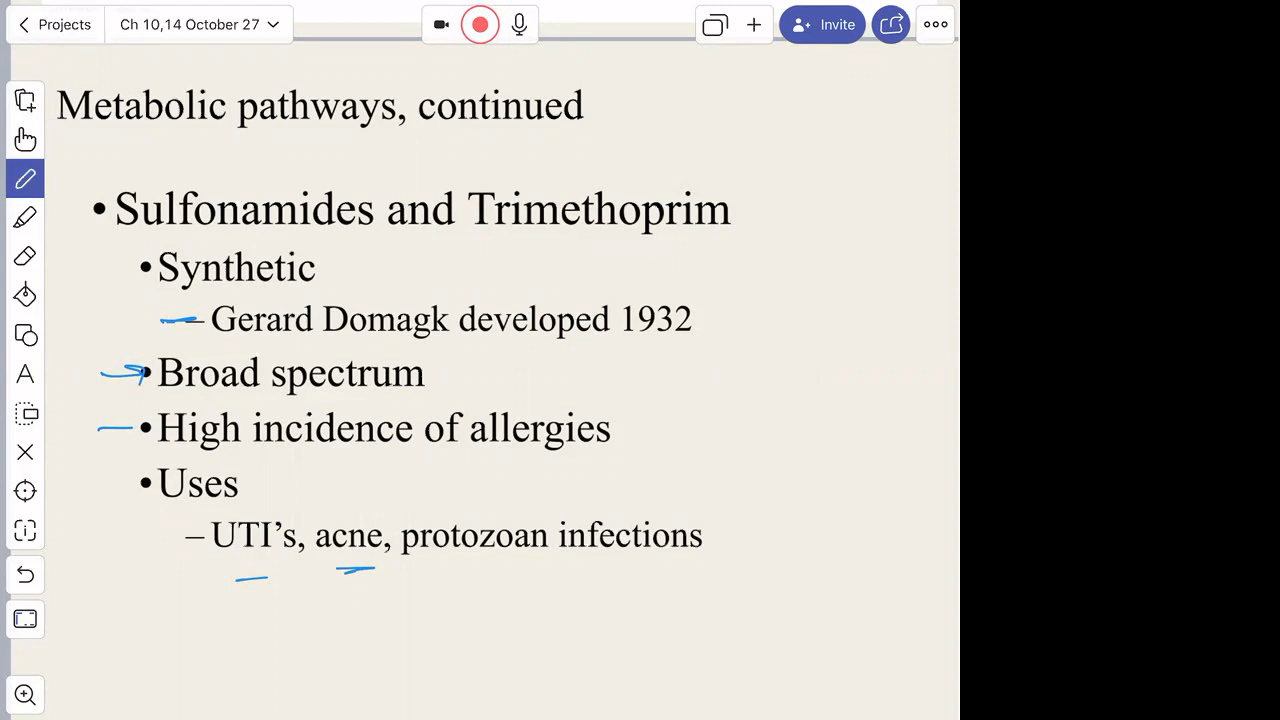 Projects
Ch 10,14 October 27
Invite
Metabolic pathways, continued
• Sulfonamides and Trimethoprim
• Synthetic
– Gerard Domagk developed 1932
• Broad spectrum
• High incidence of allergies
• Uses
– UTI’s, acne, protozoan infections